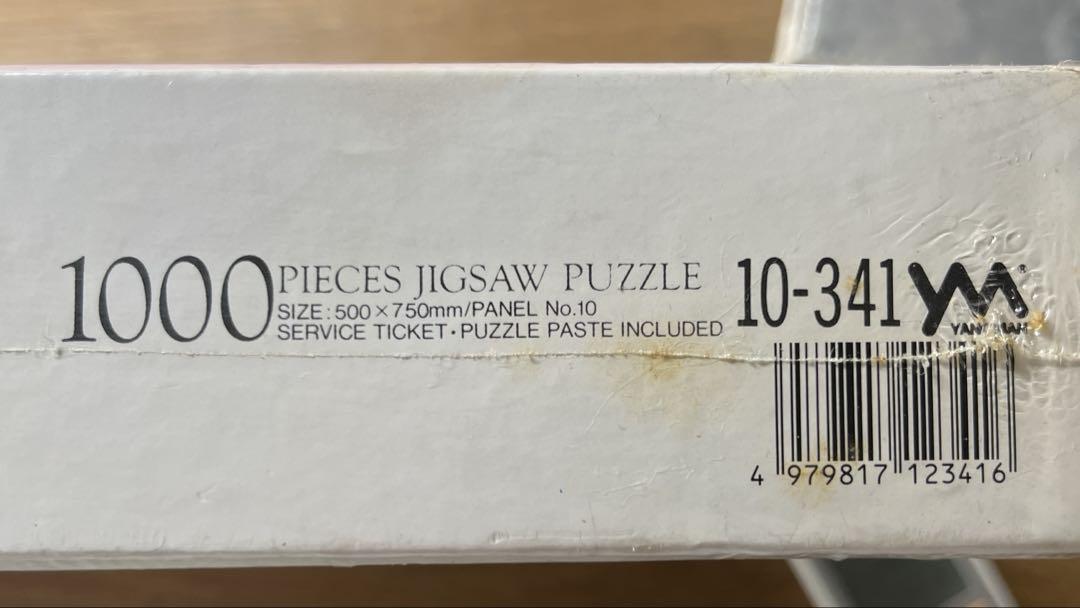 1000 PIECES JIGSAW PUZZLE
SIZE:500×750mm/PANEL No.10
SERVICE TICKET·PUZZLE PASTE INCLUDED
10-341
YM
4 979817 123416